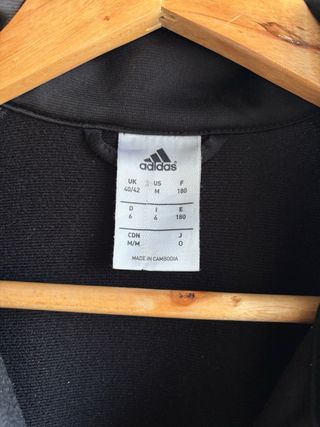 adidas
UK US F
40/42 M 180
D I E
6 6 180
CDN J
M/M O
MADE IN CAMBODIA